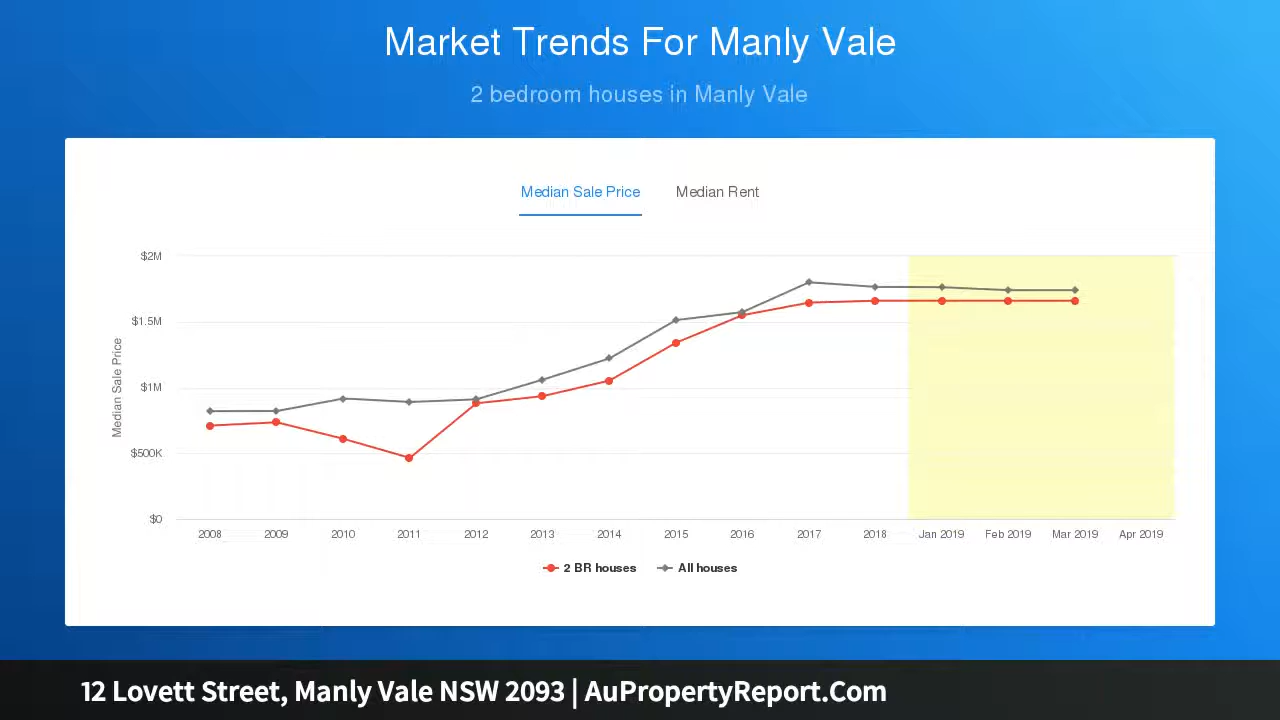 Market Trends For Manly Vale
2 bedroom houses in Manly Vale
Median Sale Price Median Rent
$2M
$1.5M
$1M
$500K
$0
Median Sale Price
2008 2009 2010 2011 2012 2013 2014 2015 2016 2017 2018 Jan 2019 Feb 2019 Mar 2019 Apr 2019
2 BR houses All houses
12 Lovett Street, Manly Vale NSW 2093 | AuPropertyReport.Com